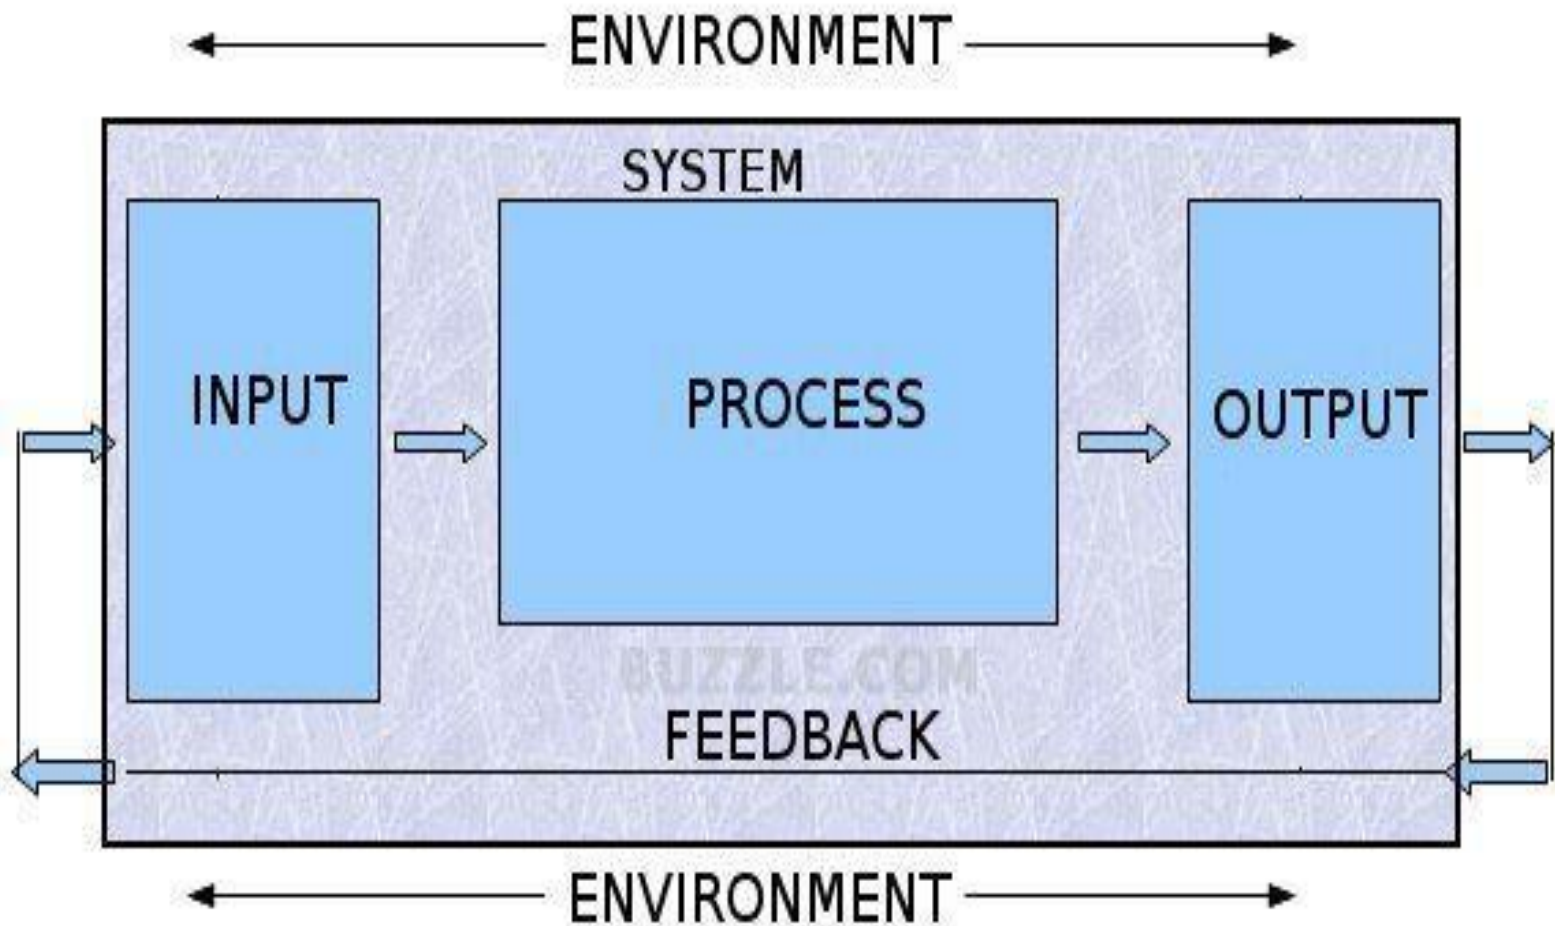 ENVIRONMENT
SYSTEM
INPUT
PROCESS
OUTPUT
BUZZLE.COM
FEEDBACK
ENVIRONMENT